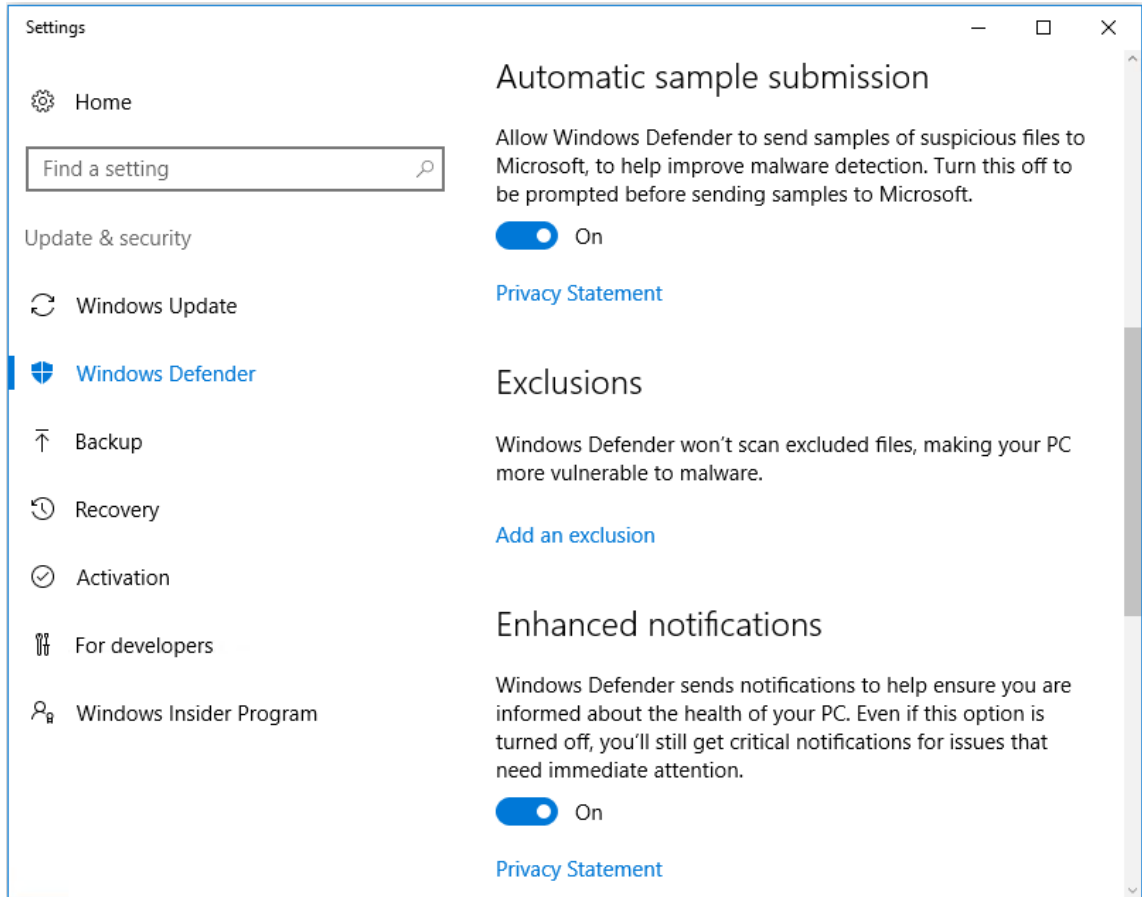 Settings
Home
Find a setting
Update & security
Windows Update
Windows Defender
Backup
Recovery
Activation
For developers
Windows Insider Program
Automatic sample submission
Allow Windows Defender to send samples of suspicious files to
Microsoft, to help improve malware detection. Turn this off to
be prompted before sending samples to Microsoft.
On
Privacy Statement
Exclusions
Windows Defender won’t scan excluded files, making your PC
more vulnerable to malware.
Add an exclusion
Enhanced notifications
Windows Defender sends notifications to help ensure you are
informed about the health of your PC. Even if this option is
turned off, you’ll still get critical notifications for issues that
need immediate attention.
On
Privacy Statement